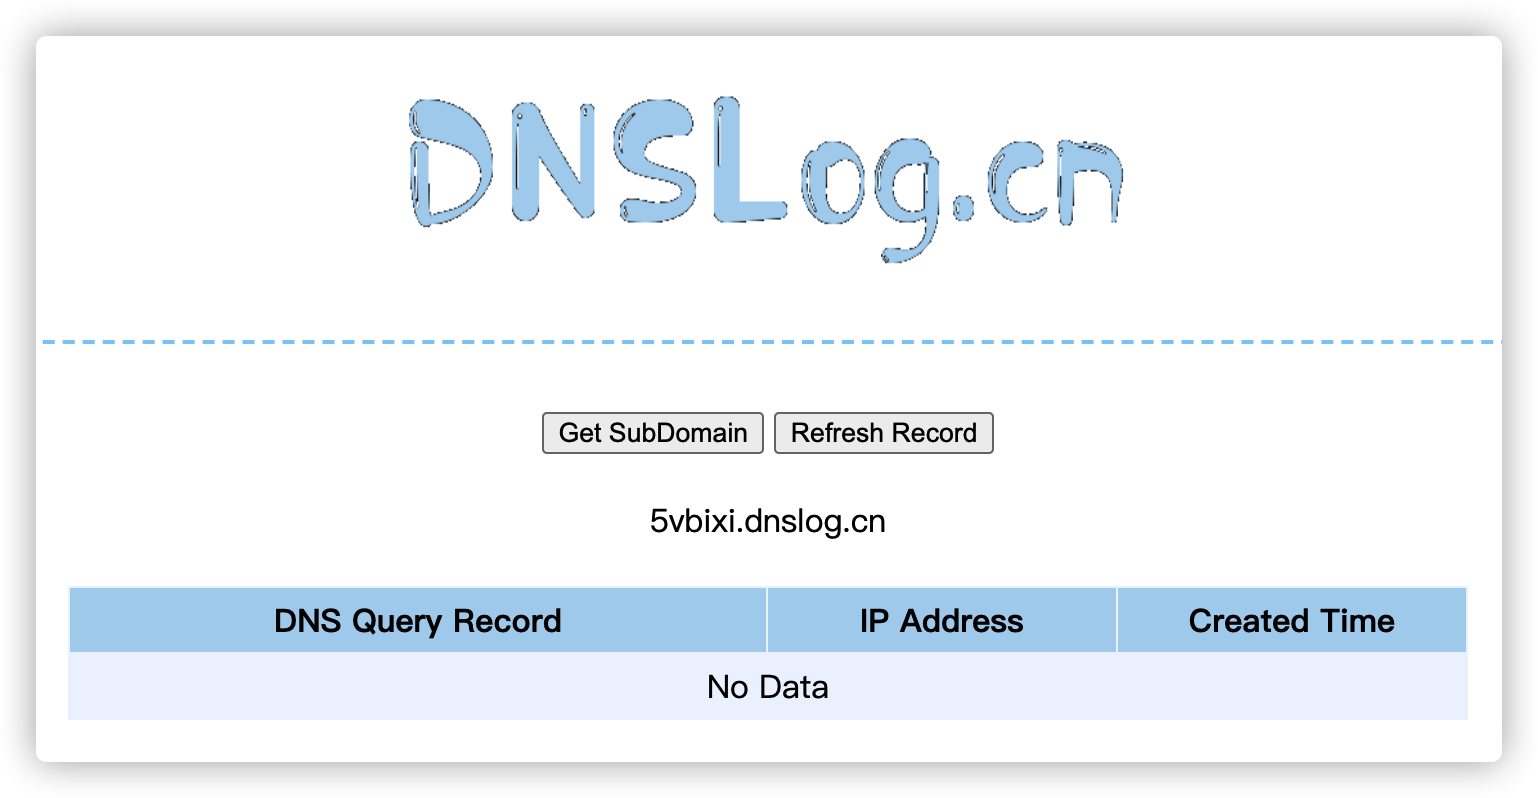 DNSLog.cn
Get SubDomain Refresh Record
5vbixi.dnslog.cn
DNS Query Record IP Address Created Time
No Data